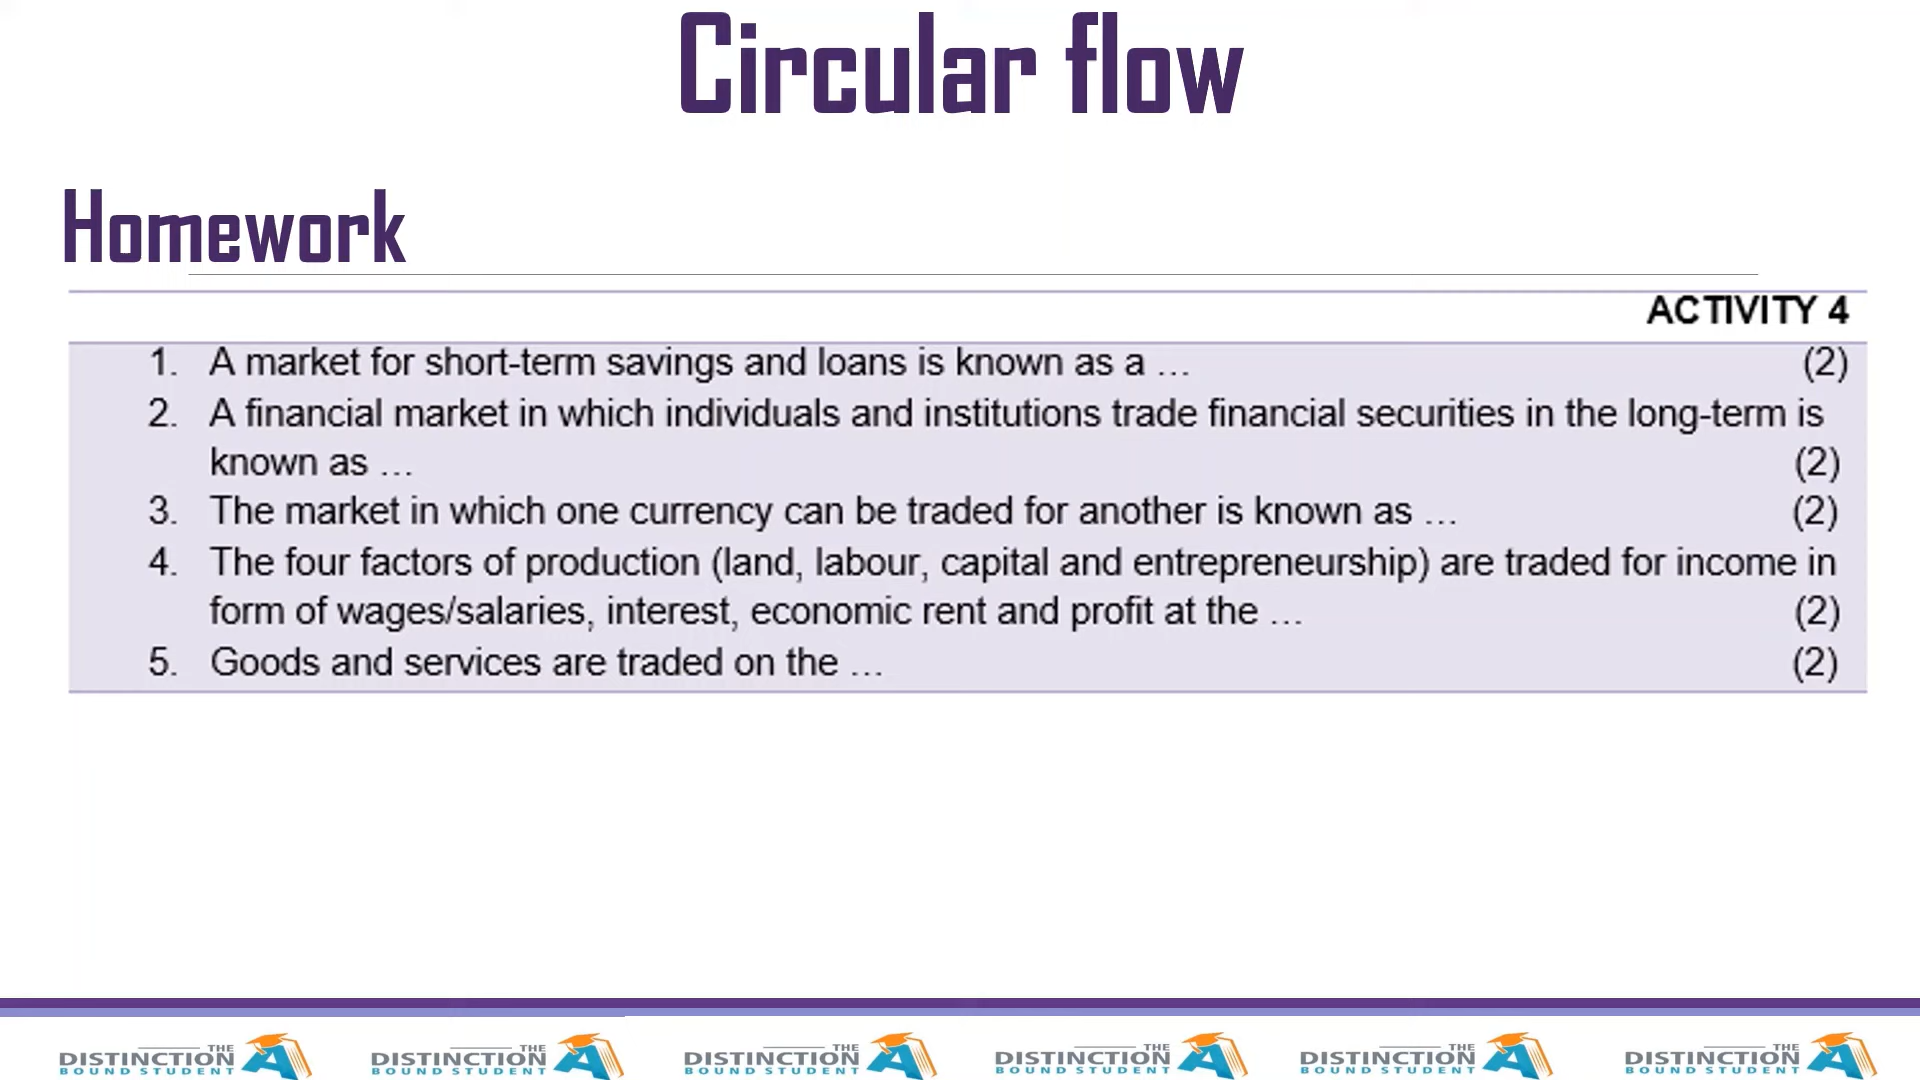 Circular flow
Homework
ACTIVITY 4
1. A market for short-term savings and loans is known as a … (2)
2. A financial market in which individuals and institutions trade financial securities in the long-term is
known as … (2)
3. The market in which one currency can be traded for another is known as … (2)
4. The four factors of production (land, labour, capital and entrepreneurship) are traded for income in
form of wages/salaries, interest, economic rent and profit at the … (2)
5. Goods and services are traded on the … (2)
THE THE THE THE THE THE
DISTINCTION DISTINCTION DISTINCTION DISTINCTION DISTINCTION DISTINCTION
BOUND STUDENT BOUND STUDENT BOUND STUDENT BOUND STUDENT BOUND STUDENT BOUND STUDENT